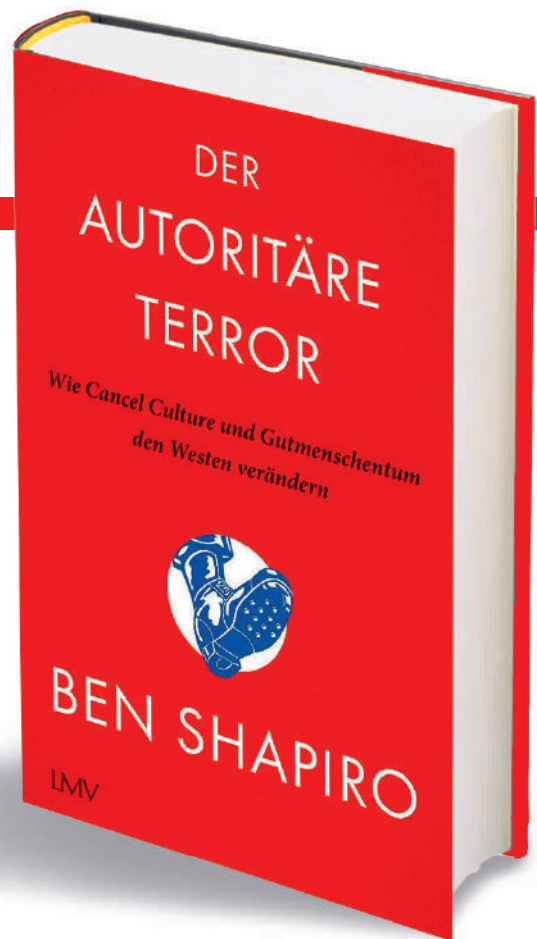 DER
AUTORITÄRE
TERROR
Wie Cancel Culture und Gutmenschentum
den Westen verändern
BEN SHAPIRO
LMV